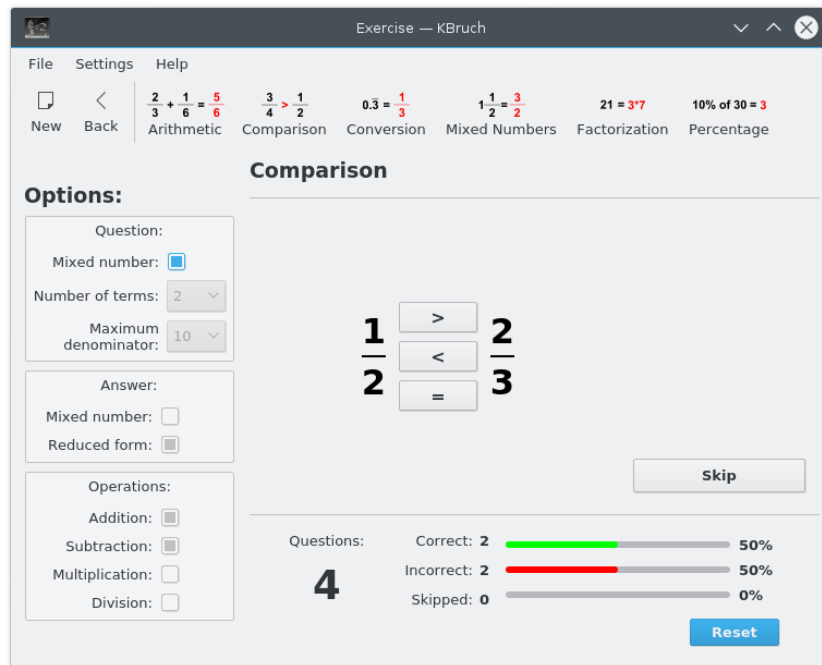 Exercise — KBruch
File Settings Help
New Back
2/3 + 1/6 = 5/6
Arithmetic
3/4 > 1/2
Comparison
0.3̅ = 1/3
Conversion
1 1/2 = 3/2
Mixed Numbers
21 = 3*7
Factorization
10% of 30 = 3
Percentage
Options:
Question:
Mixed number:
Number of terms: 2
Maximum
denominator: 10
Answer:
Mixed number:
Reduced form:
Operations:
Addition:
Subtraction:
Multiplication:
Division:
Comparison
1/2
>
<
=
2/3
Skip
Questions:
4
Correct: 2 50%
Incorrect: 2 50%
Skipped: 0 0%
Reset